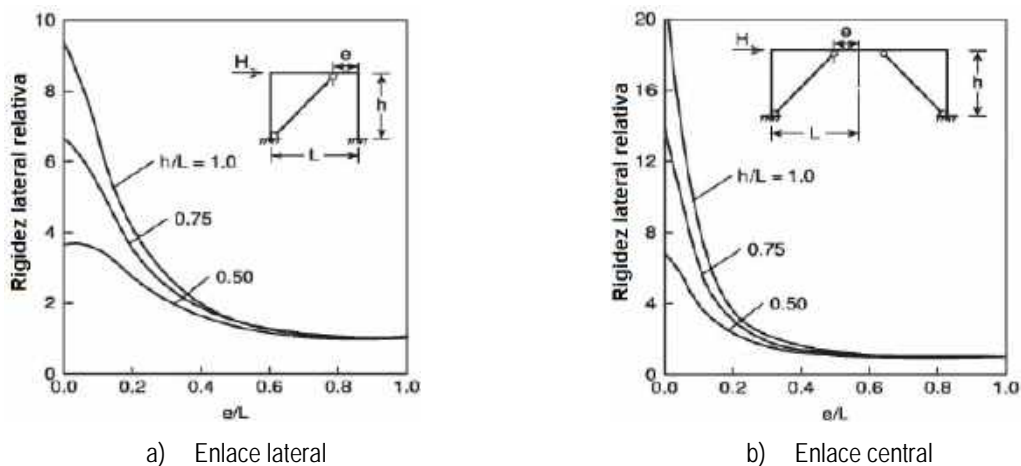 Rigidez lateral relativa
10
8
6
4
2
0
0.0 0.2 0.4 0.6 0.8 1.0
e/L
H
e
h
L
h/L = 1.0
0.75
0.50
a) Enlace lateral
Rigidez lateral relativa
20
16
12
8
4
0
0.0 0.2 0.4 0.6 0.8 1.0
e/L
H
e
h
L
h/L = 1.0
0.75
0.50
b) Enlace central